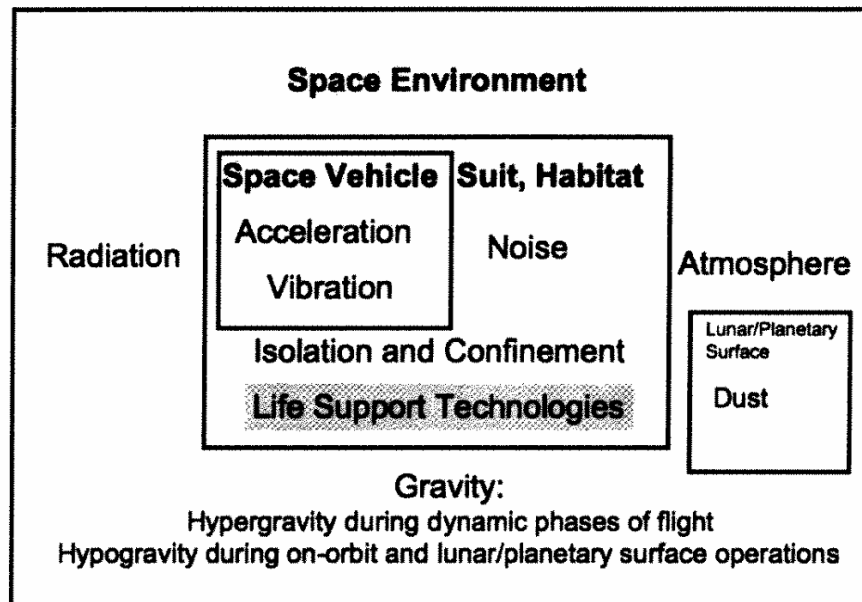 Space Environment
Space Vehicle
Suit, Habitat
Acceleration
Noise
Radiation
Vibration
Atmosphere
Isolation and Confinement
Life Support Technologies
Lunar/Planetary
Surface
Dust
Gravity:
Hypergravity during dynamic phases of flight
Hypogravity during on-orbit and lunar/planetary surface operations